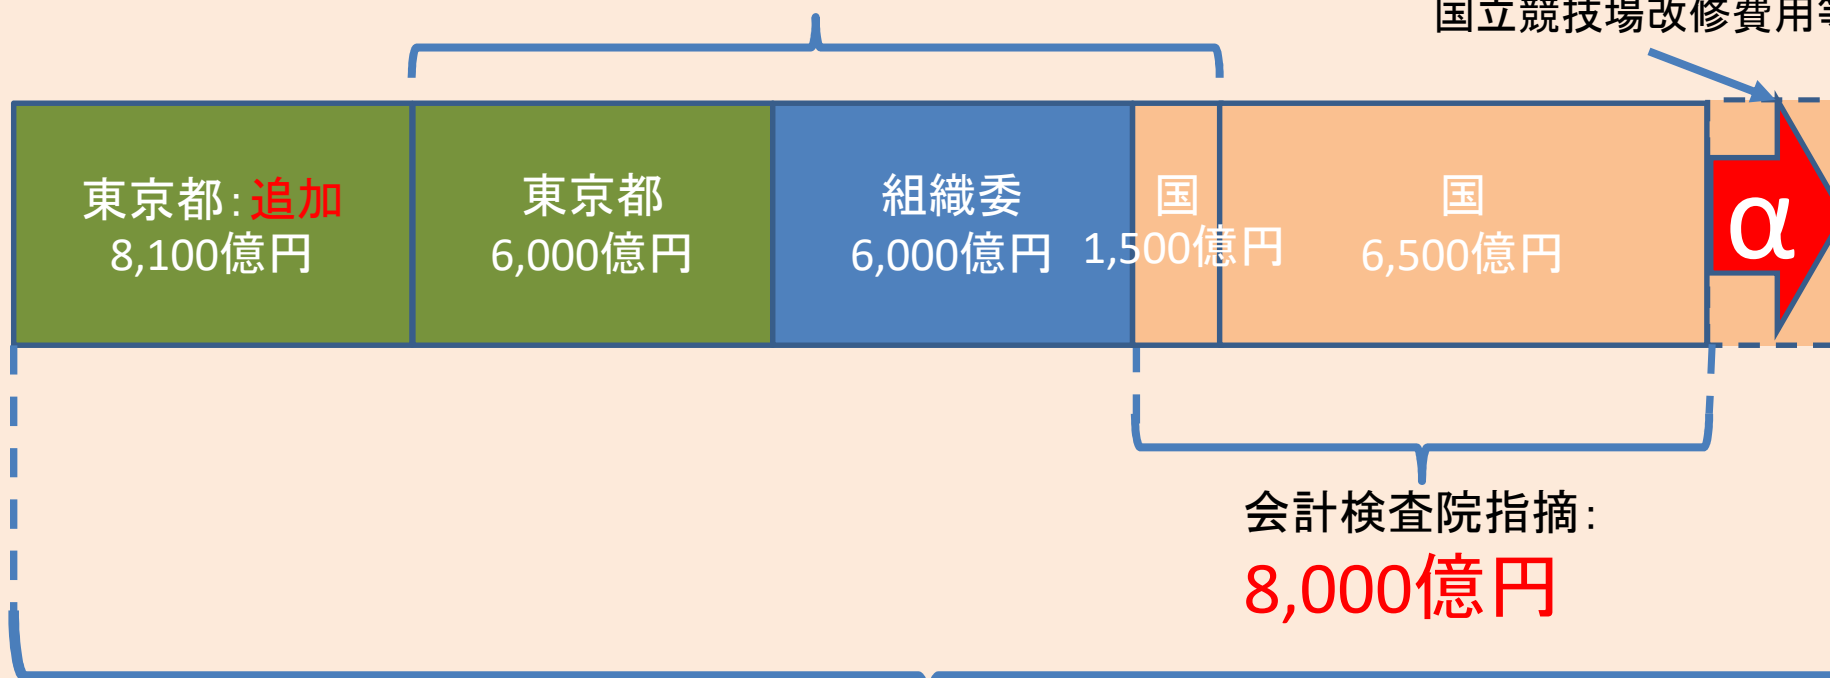 国立競技場改修費用等
東京都：追加
8,100億円
東京都
6,000億円
組織委
6,000億円
国
1,500億円
国
6,500億円
α
会計検査院指摘：
8,000億円